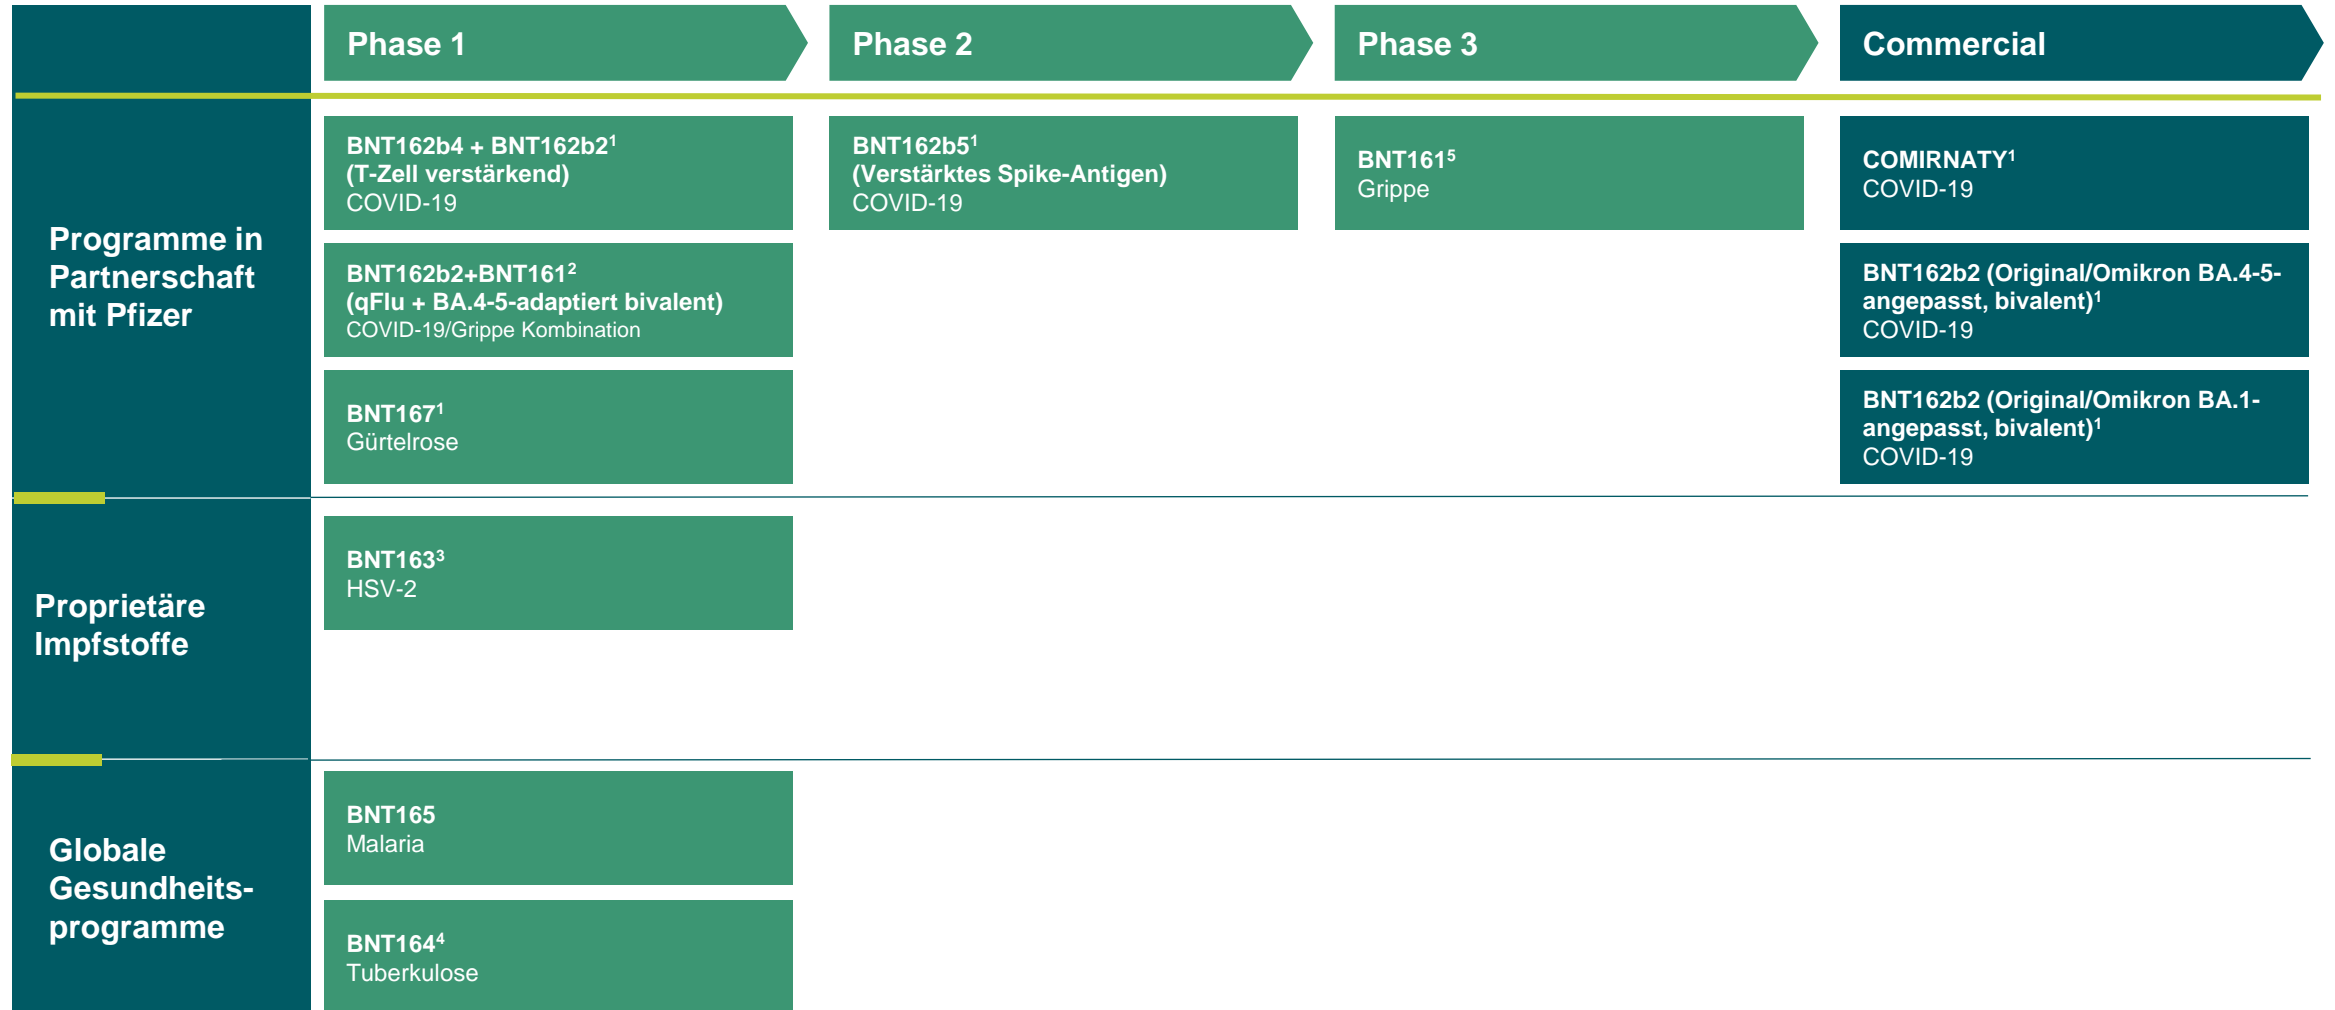 Phase 1
Phase 2
Phase 3
Commercial
Programme in
Partnerschaft
mit Pfizer
BNT162b4 + BNT162b2¹
(T-Zell verstärkend)
COVID-19
BNT162b5¹
(Verstärktes Spike-Antigen)
COVID-19
BNT161⁵
Grippe
COMIRNATY¹
COVID-19
BNT162b2+BNT161²
(qFlu + BA.4-5-adaptiert bivalent)
COVID-19/Grippe Kombination
BNT162b2 (Original/Omikron BA.4-5-
angepasst, bivalent)¹
COVID-19
BNT167¹
Gürtelrose
BNT162b2 (Original/Omikron BA.1-
angepasst, bivalent)¹
COVID-19
Proprietäre
Impfstoffe
BNT163³
HSV-2
Globale
Gesundheits-
programme
BNT165
Malaria
BNT164⁴
Tuberkulose